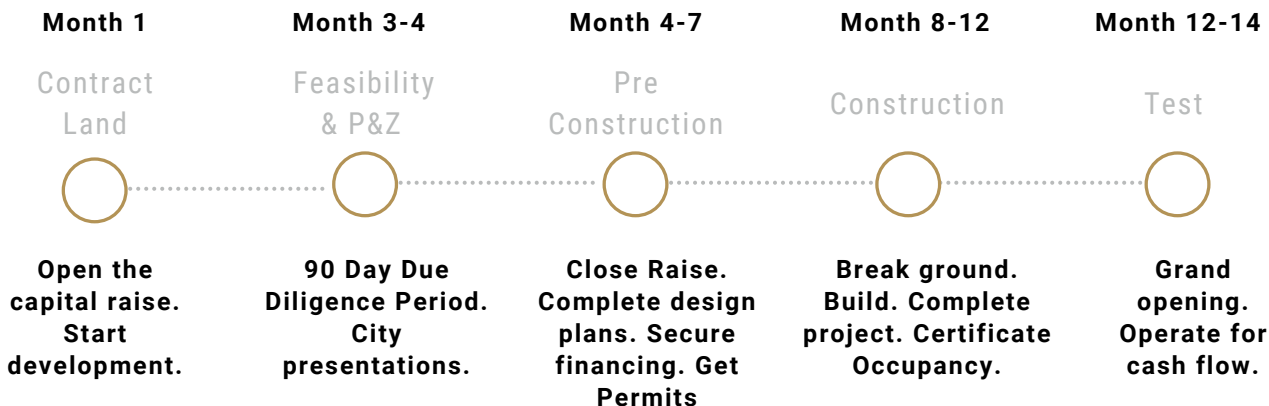 Month 1
Month 3-4
Month 4-7
Month 8-12
Month 12-14
Contract
Land
Feasibility
& P&Z
Pre
Construction
Construction
Test
Open the
capital raise.
Start
development.
90 Day Due
Diligence Period.
City
presentations.
Close Raise.
Complete design
plans. Secure
financing. Get
Permits
Break ground.
Build. Complete
project. Certificate
Occupancy.
Grand
opening.
Operate for
cash flow.